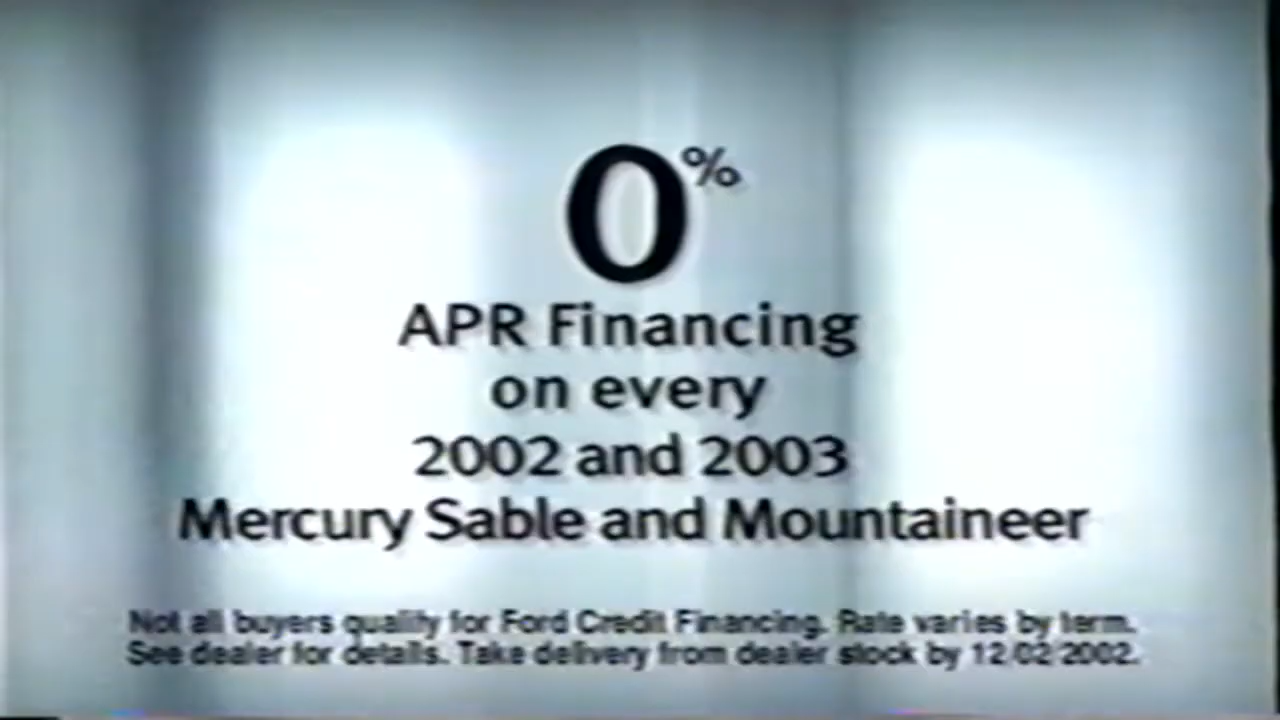 0%
APR Financing
on every
2002 and 2003
Mercury Sable and Mountaineer
Not all buyers qualify for Ford Credit Financing. Rate varies by term.
See dealer for details. Take delivery from dealer stock by 12/02/2002.